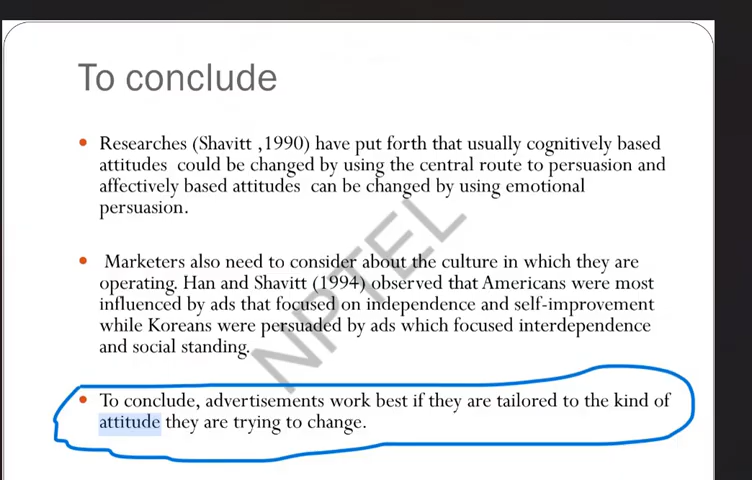 To conclude
• Researches (Shavitt ,1990) have put forth that usually cognitively based
attitudes could be changed by using the central route to persuasion and
affectively based attitudes can be changed by using emotional
persuasion.
• Marketers also need to consider about the culture in which they are
operating. Han and Shavitt (1994) observed that Americans were most
influenced by ads that focused on independence and self-improvement
while Koreans were persuaded by ads which focused interdependence
and social standing.
• To conclude, advertisements work best if they are tailored to the kind of
attitude they are trying to change.
NPTEL